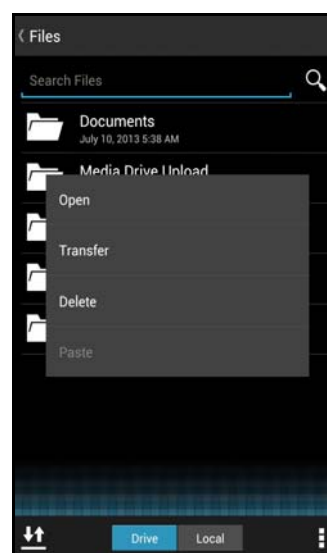 Files
Search Files
Documents
July 10, 2013 5:38 AM
Media Drive Upload
Open
Transfer
Delete
Paste
Drive
Local